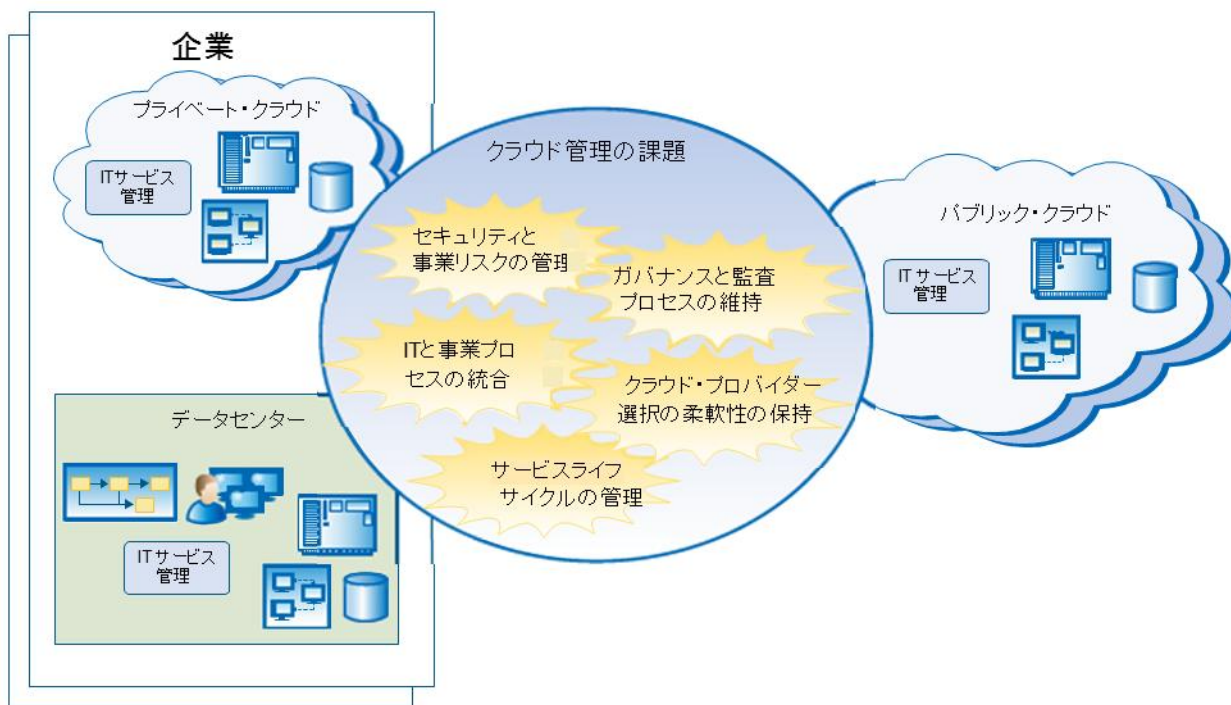 企業
プライベート・クラウド
ITサービス
管理
クラウド管理の課題
セキュリティと
事業リスクの管理
ガバナンスと監査
プロセスの維持
ITと事業プロ
セスの統合
クラウド・プロバイダー
選択の柔軟性の保持
サービスライフ
サイクルの管理
パブリック・クラウド
ITサービス
管理
データセンター
ITサービス
管理